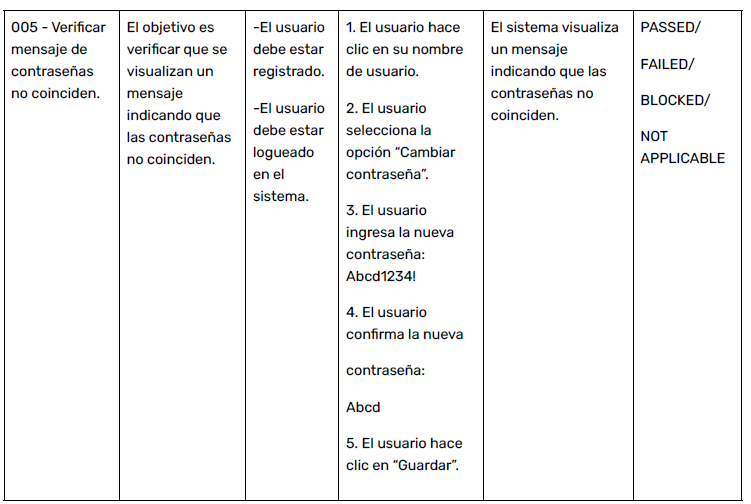 005 - Verificar
mensaje de
contraseñas
no coinciden.
El objetivo es
verificar que se
visualizan un
mensaje
indicando que
las contraseñas
no coinciden.
-El usuario
debe estar
registrado.
-El usuario
debe estar
logueado
en el
sistema.
1. El usuario hace
clic en su nombre
de usuario.
2. El usuario
selecciona la
opción “Cambiar
contraseña”.
3. El usuario
ingresa la nueva
contraseña:
Abcd1234!
4. El usuario
confirma la nueva
contraseña:
Abcd
5. El usuario hace
clic en “Guardar”.
El sistema visualiza
un mensaje
indicando que las
contraseñas no
coinciden.
PASSED/
FAILED/
BLOCKED/
NOT
APPLICABLE